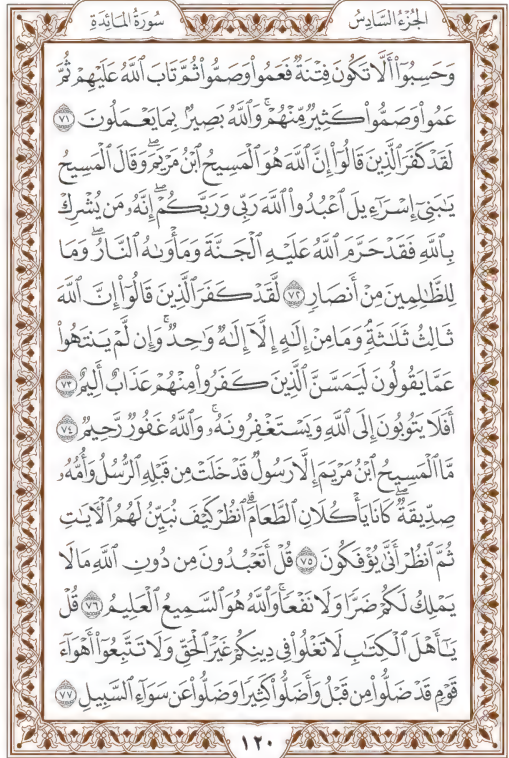 الجزء السادس
سورة المائدة
وَحَسِبُوٓا۟ أَلَّا تَكُونَ فِتْنَةٌ فَعَمُوا۟ وَصَمُّوا۟ ثُمَّ تَابَ ٱللَّهُ عَلَيْهِمْ ثُمَّ
عَمُوا۟ وَصَمُّوا۟ كَثِيرٌ مِّنْهُمْ ۚ وَٱللَّهُ بَصِيرٌۢ بِمَا يَعْمَلُونَ ٧١
لَقَدْ كَفَرَ ٱلَّذِينَ قَالُوٓا۟ إِنَّ ٱللَّهَ هُوَ ٱلْمَسِيحُ ٱبْنُ مَرْيَمَ ۖ وَقَالَ ٱلْمَسِيحُ
يَٰبَنِىٓ إِسْرَٰٓءِيلَ ٱعْبُدُوا۟ ٱللَّهَ رَبِّى وَرَبَّكُمْ ۖ إِنَّهُۥ مَن يُشْرِكْ
بِٱللَّهِ فَقَدْ حَرَّمَ ٱللَّهُ عَلَيْهِ ٱلْجَنَّةَ وَمَأْوَىٰهُ ٱلنَّارُ ۖ وَمَا
لِلظَّٰلِمِينَ مِنْ أَنصَارٍ ٧٢ لَّقَدْ كَفَرَ ٱلَّذِينَ قَالُوٓا۟ إِنَّ ٱللَّهَ
ثَالِثُ ثَلَٰثَةٍ ۘ وَمَا مِنْ إِلَٰهٍ إِلَّآ إِلَٰهٌ وَٰحِدٌ ۚ وَإِن لَّمْ يَنتَهُوا۟
عَمَّا يَقُولُونَ لَيَمَسَّنَّ ٱلَّذِينَ كَفَرُوا۟ مِنْهُمْ عَذَابٌ أَلِيمٌ ٧٣
أَفَلَا يَتُوبُونَ إِلَى ٱللَّهِ وَيَسْتَغْفِرُونَهُۥ ۚ وَٱللَّهُ غَفُورٌ رَّحِيمٌ ٧٤
مَّا ٱلْمَسِيحُ ٱبْنُ مَرْيَمَ إِلَّا رَسُولٌ قَدْ خَلَتْ مِن قَبْلِهِ ٱلرُّسُلُ وَأُمُّهُۥ
صِدِّيقَةٌ ۖ كَانَا يَأْكُلَانِ ٱلطَّعَامَ ۗ ٱنظُرْ كَيْفَ نُبَيِّنُ لَهُمُ ٱلْءَايَٰتِ
ثُمَّ ٱنظُرْ أَنَّىٰ يُؤْفَكُونَ ٧٥ قُلْ أَتَعْبُدُونَ مِن دُونِ ٱللَّهِ مَا لَا
يَمْلِكُ لَكُمْ ضَرًّا وَلَا نَفْعًا ۚ وَٱللَّهُ هُوَ ٱلسَّمِيعُ ٱلْعَلِيمُ ٧٦ قُلْ
يَٰٓأَهْلَ ٱلْكِتَٰبِ لَا تَغْلُوا۟ فِى دِينِكُمْ غَيْرَ ٱلْحَقِّ وَلَا تَتَّبِعُوٓا۟ أَهْوَآءَ
قَوْمٍ قَدْ ضَلُّوا۟ مِن قَبْلُ وَأَضَلُّوا۟ كَثِيرًا وَضَلُّوا۟ عَن سَوَآءِ ٱلسَّبِيلِ ٧٧
١٢٠